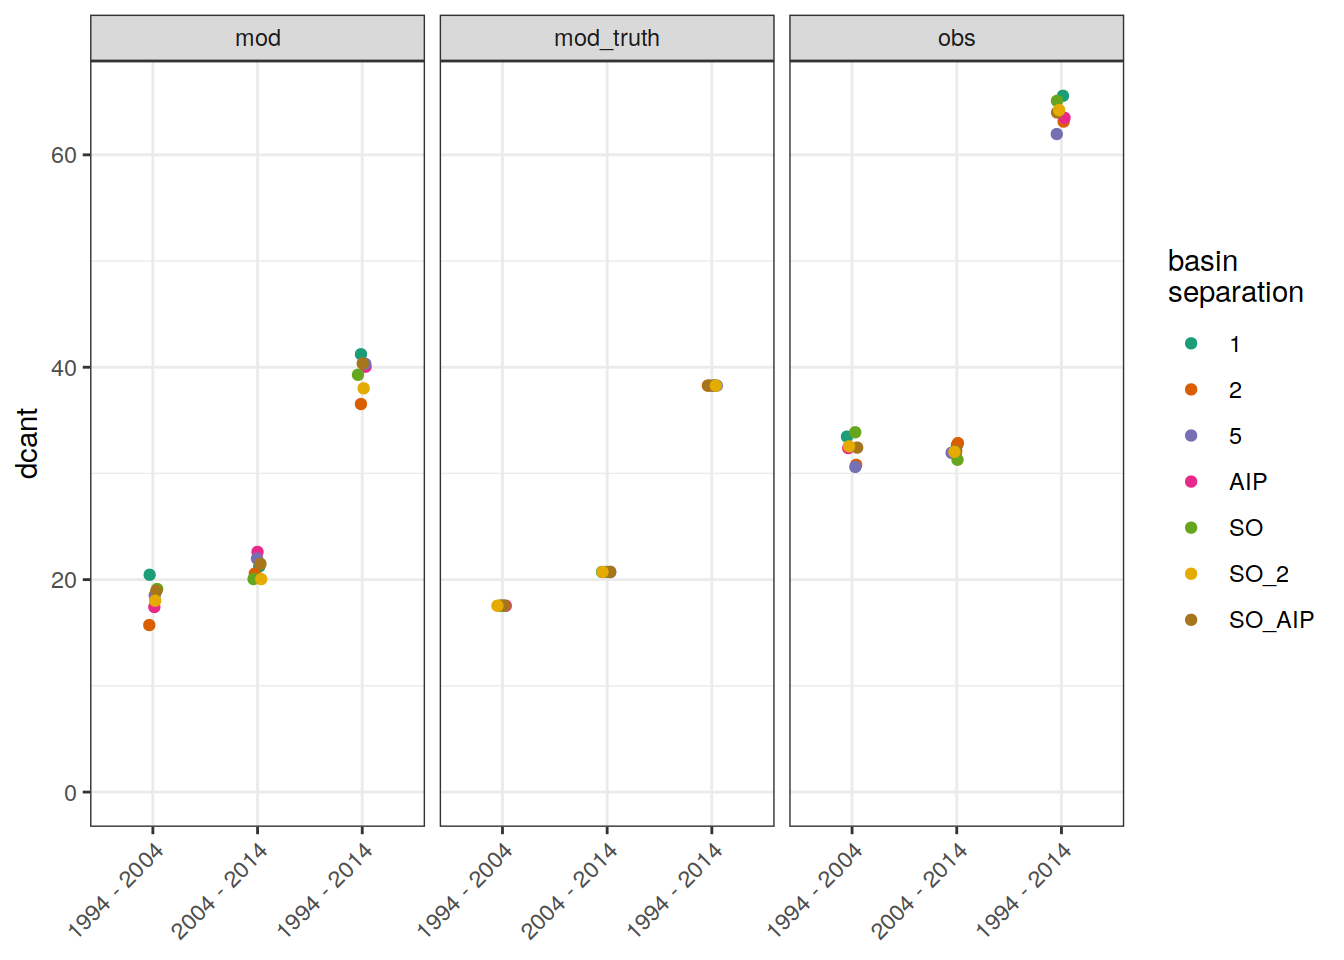 mod
mod_truth
obs
60
40
20
0
dcant
1994 - 2004
2004 - 2014
1994 - 2014
1994 - 2004
2004 - 2014
1994 - 2014
1994 - 2004
2004 - 2014
1994 - 2014
basin
separation
1
2
5
AIP
SO
SO_2
SO_AIP